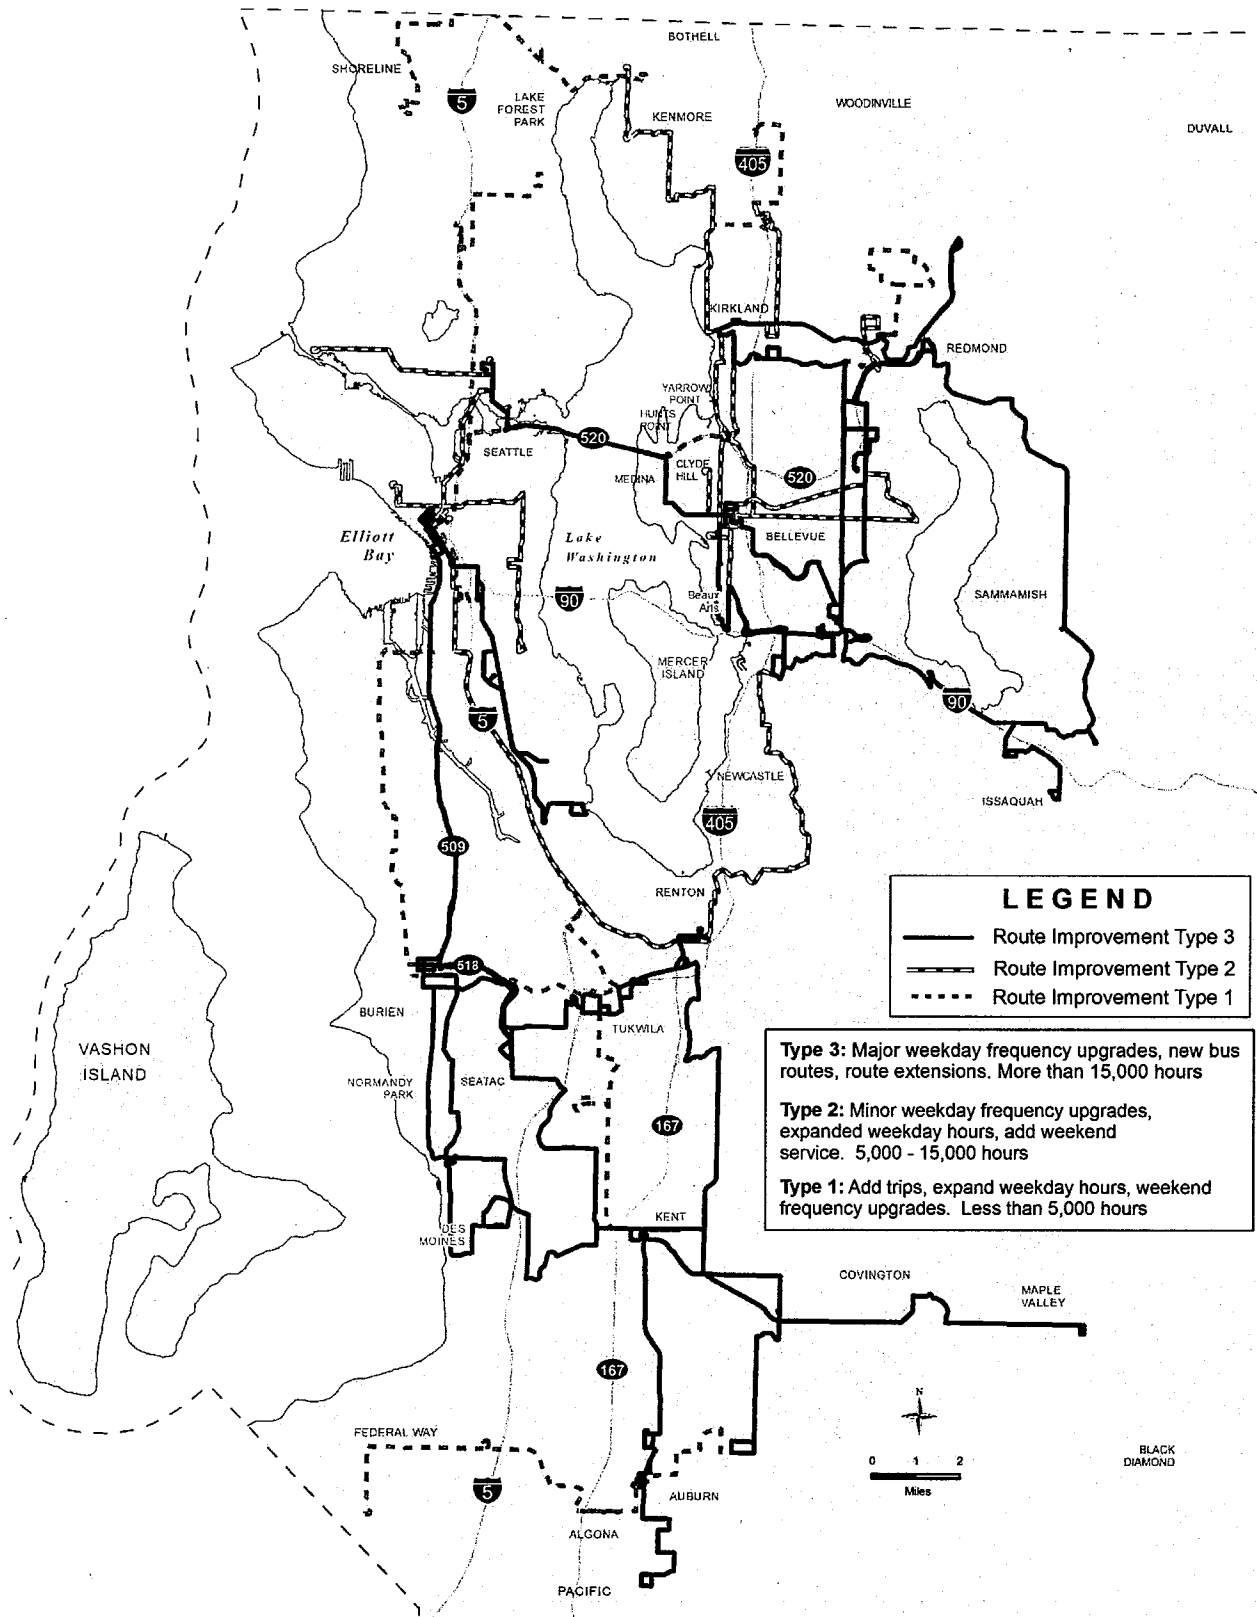 BOTHELL
SHORELINE
5
LAKE
FOREST
PARK
WOODINVILLE
KENMORE
DUVALL
405
KIRKLAND
REDMOND
YARROW
POINT
HUNTS
POINT
520
SEATTLE
CLYDE
HILL
MEDINA
520
Elliott
Bay
Lake
Washington
BELLEVUE
90
Beaux
Arts
SAMMAMISH
MERCER
ISLAND
90
5
NEWCASTLE
ISSAQUAH
405
509
RENTON
LEGEND
Route Improvement Type 3
Route Improvement Type 2
Route Improvement Type 1
518
BURIEN
TUKWILA
VASHON
ISLAND
NORMANDY
PARK
SEATAC
Type 3: Major weekday frequency upgrades, new bus
routes, route extensions. More than 15,000 hours
Type 2: Minor weekday frequency upgrades,
expanded weekday hours, add weekend
service. 5,000 - 15,000 hours
Type 1: Add trips, expand weekday hours, weekend
frequency upgrades. Less than 5,000 hours
167
KENT
DES
MOINES
COVINGTON
MAPLE
VALLEY
167
N
FEDERAL WAY
BLACK
DIAMOND
0 1 2
Miles
5
AUBURN
ALGONA
PACIFIC